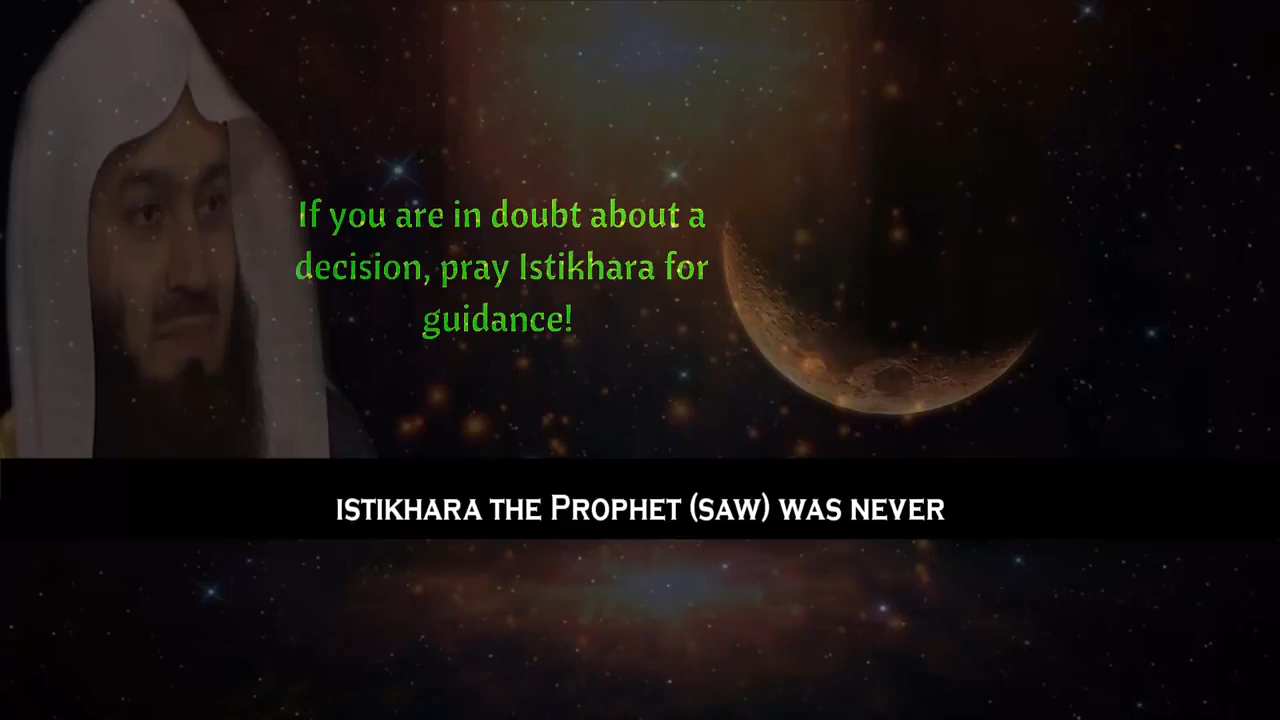 If you are in doubt about a
decision, pray Istikhara for
guidance!
ISTIKHARA THE PROPHET (SAW) WAS NEVER